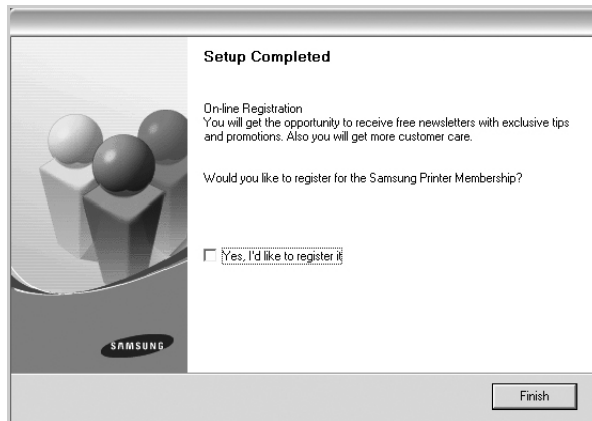 Setup Completed
On-line Registration
You will get the opportunity to receive free newsletters with exclusive tips
and promotions. Also you will get more customer care.
Would you like to register for the Samsung Printer Membership?
Yes, I'd like to register it
SAMSUNG
Finish